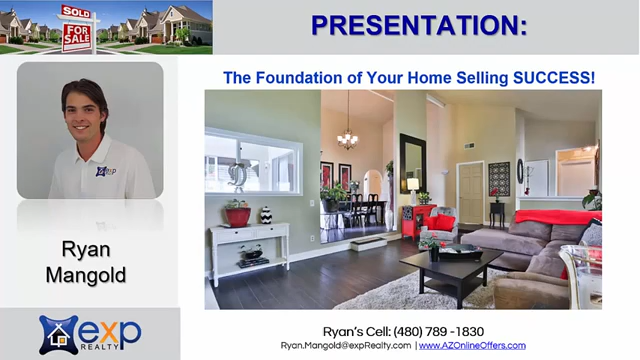 SOLD
FOR
SALE
PRESENTATION:
The Foundation of Your Home Selling SUCCESS!
exp
Ryan
Mangold
exp
REALTY
Ryan's Cell: (480) 789 -1830
Ryan.Mangold@expRealty.com | www.AZOnlineOffers.com